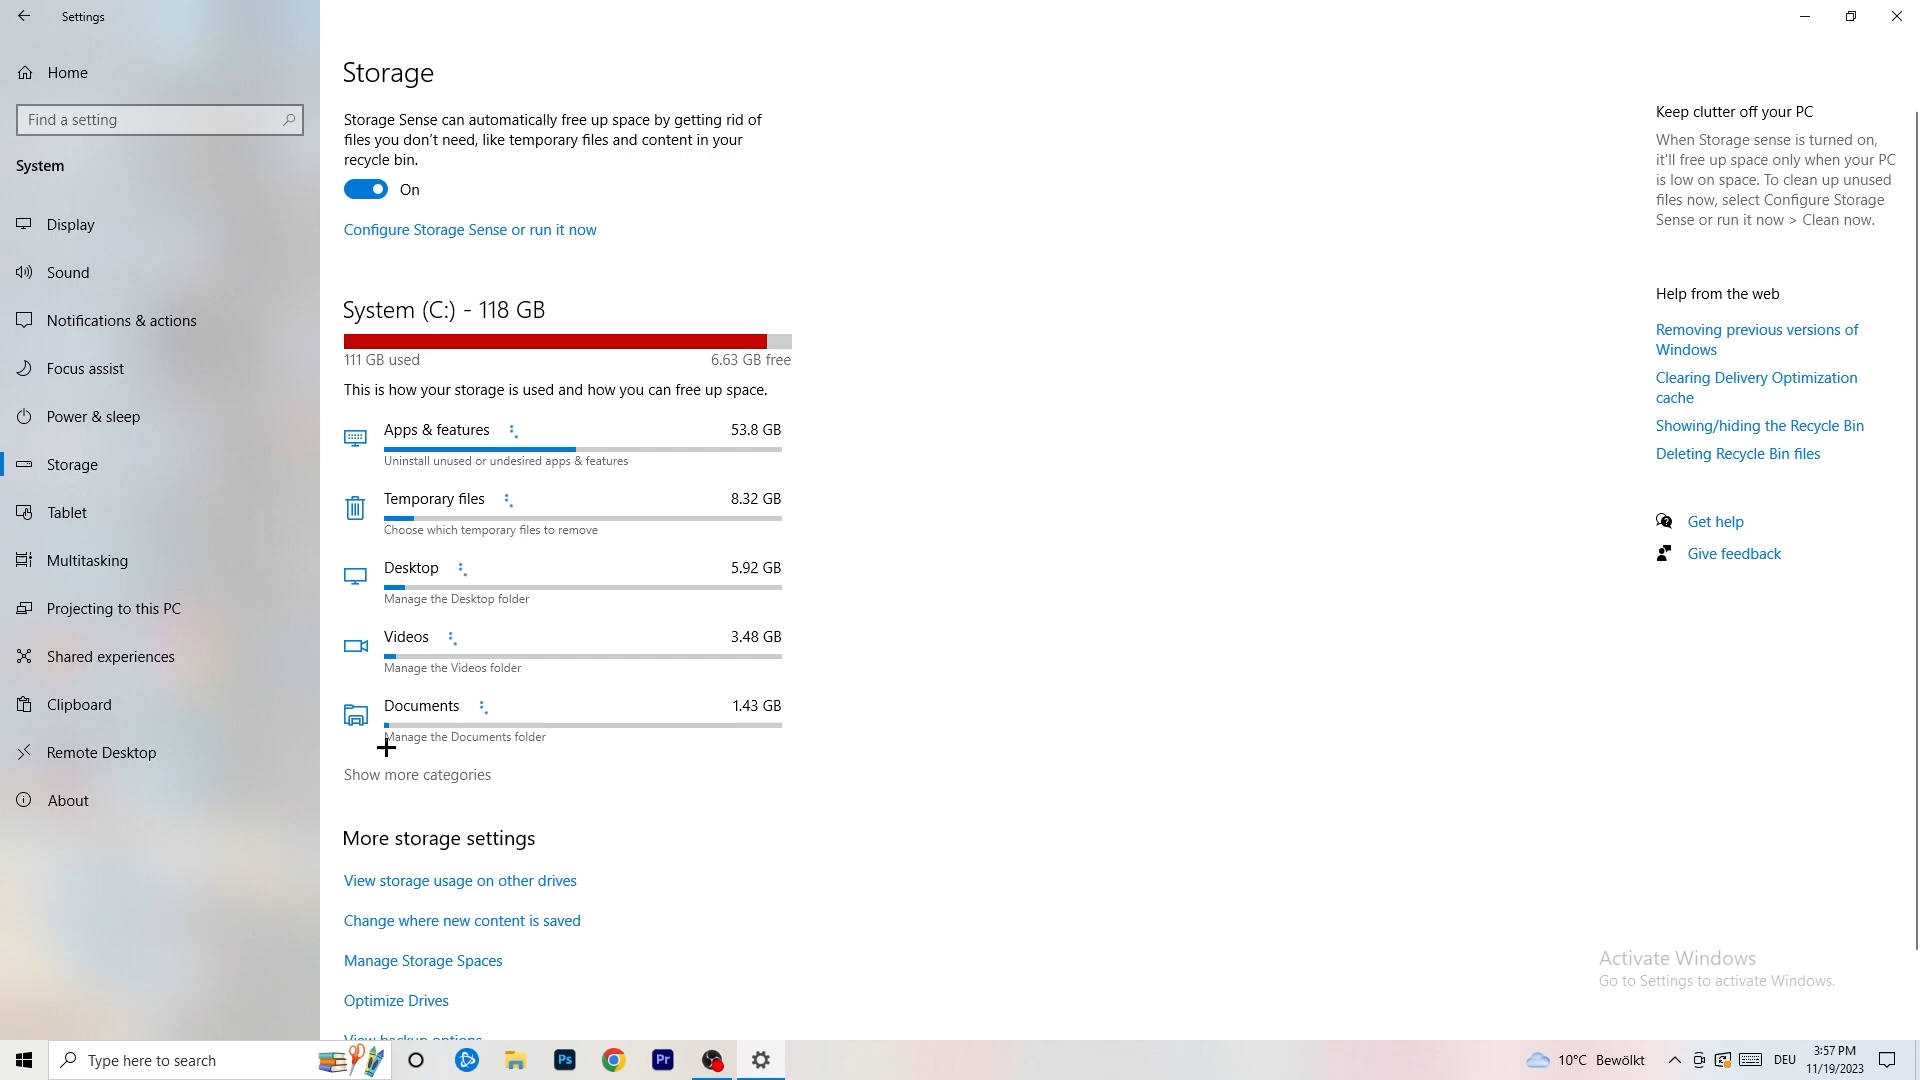 Settings
Home
Find a setting
System
Display
Sound
Notifications & actions
Focus assist
Power & sleep
Storage
Tablet
Multitasking
Projecting to this PC
Shared experiences
Clipboard
Remote Desktop
About
Storage
Storage Sense can automatically free up space by getting rid of
files you don't need, like temporary files and content in your
recycle bin.
On
Configure Storage Sense or run it now
System (C:) - 118 GB
111 GB used
6.63 GB free
This is how your storage is used and how you can free up space.
Apps & features
53.8 GB
Uninstall unused or undesired apps & features
Temporary files
8.32 GB
Choose which temporary files to remove
Desktop
5.92 GB
Manage the Desktop folder
Videos
3.48 GB
Manage the Videos folder
Documents
1.43 GB
Manage the Documents folder
Show more categories
More storage settings
View storage usage on other drives
Change where new content is saved
Manage Storage Spaces
Optimize Drives
View backup options
Keep clutter off your PC
When Storage sense is turned on,
it'll free up space only when your PC
is low on space. To clean up unused
files now, select Configure Storage
Sense or run it now > Clean now.
Help from the web
Removing previous versions of
Windows
Clearing Delivery Optimization
cache
Showing/hiding the Recycle Bin
Deleting Recycle Bin files
Get help
Give feedback
Activate Windows
Go to Settings to activate Windows.
Type here to search
Ps
Pr
10°C Bewölkt
DEU
3:57 PM
11/19/2023